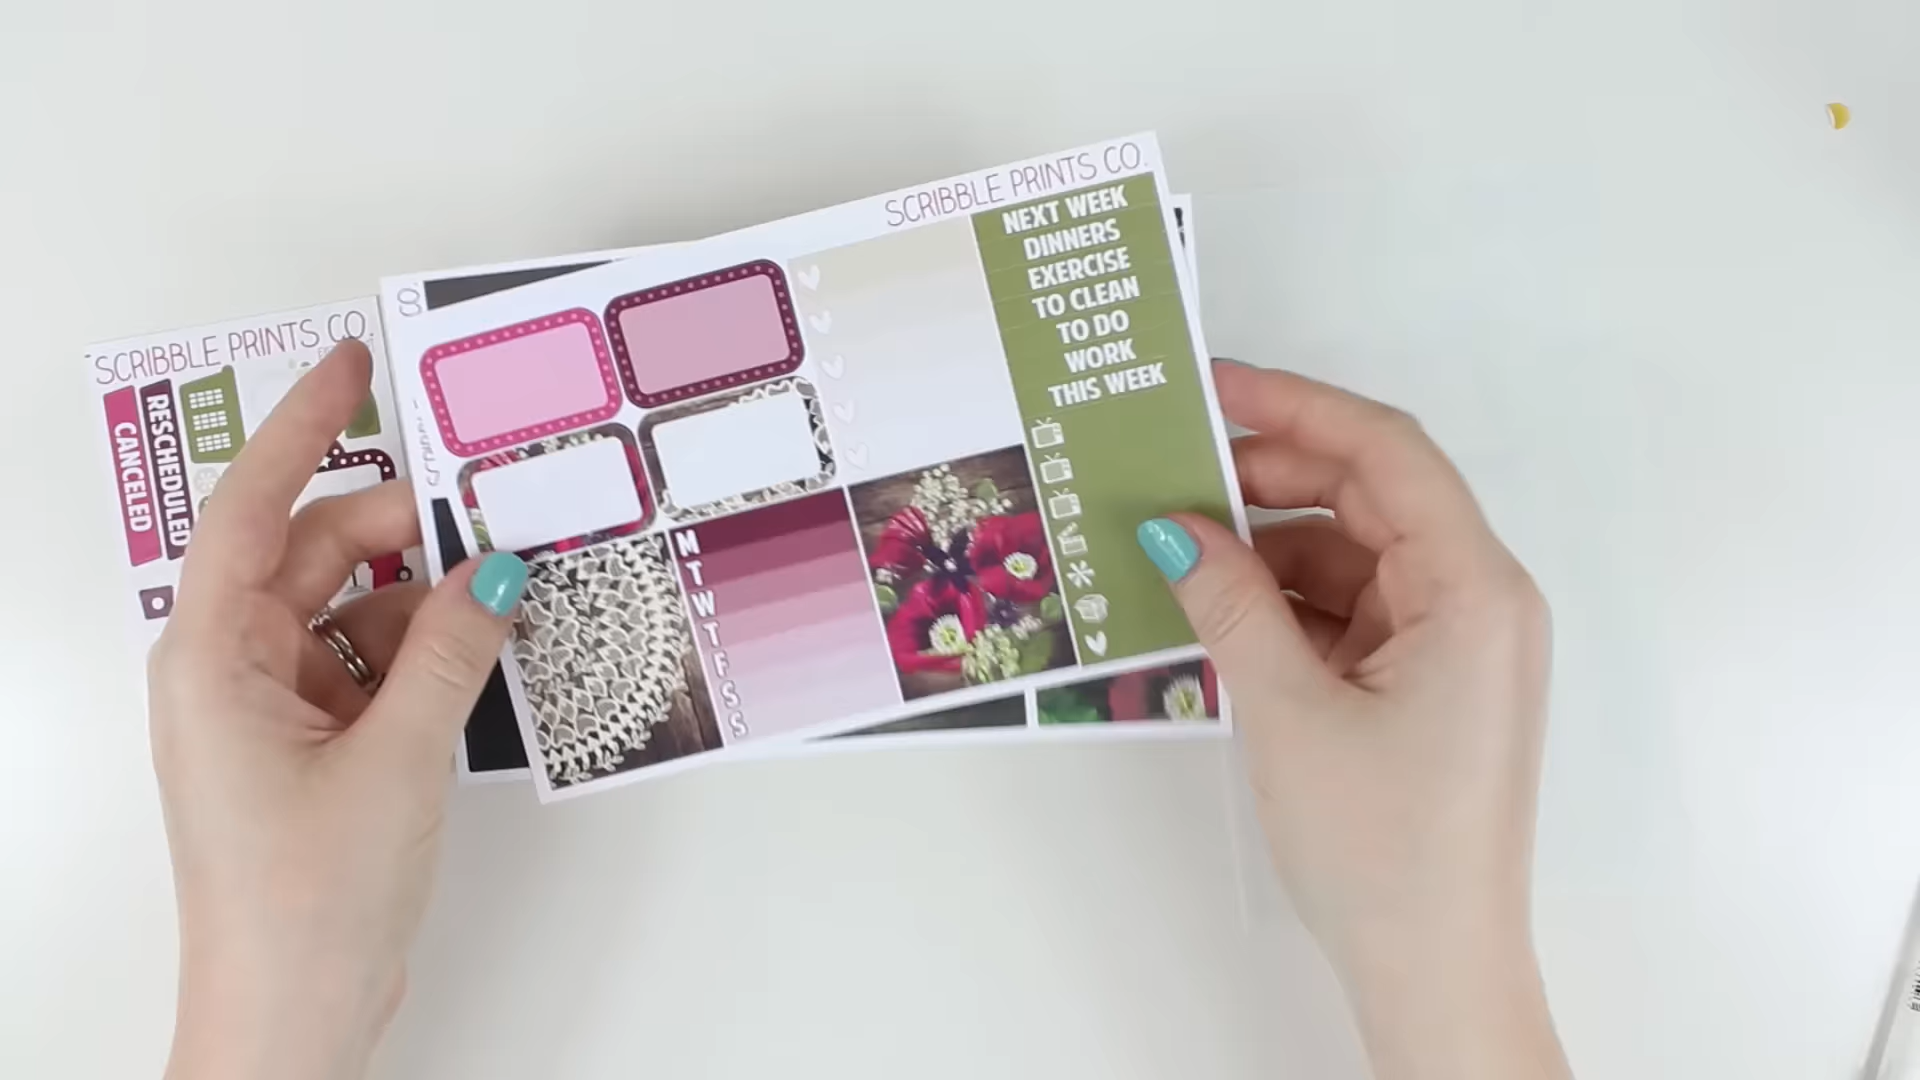 SCRIBBLE PRINTS CO.
NEXT WEEK
DINNERS
EXERCISE
TO CLEAN
TO DO
WORK
THIS WEEK
M
T
W
T
F
S
S
SCRIBBLE PRINTS CO.
CANCELED
RESCHEDULED
CO.